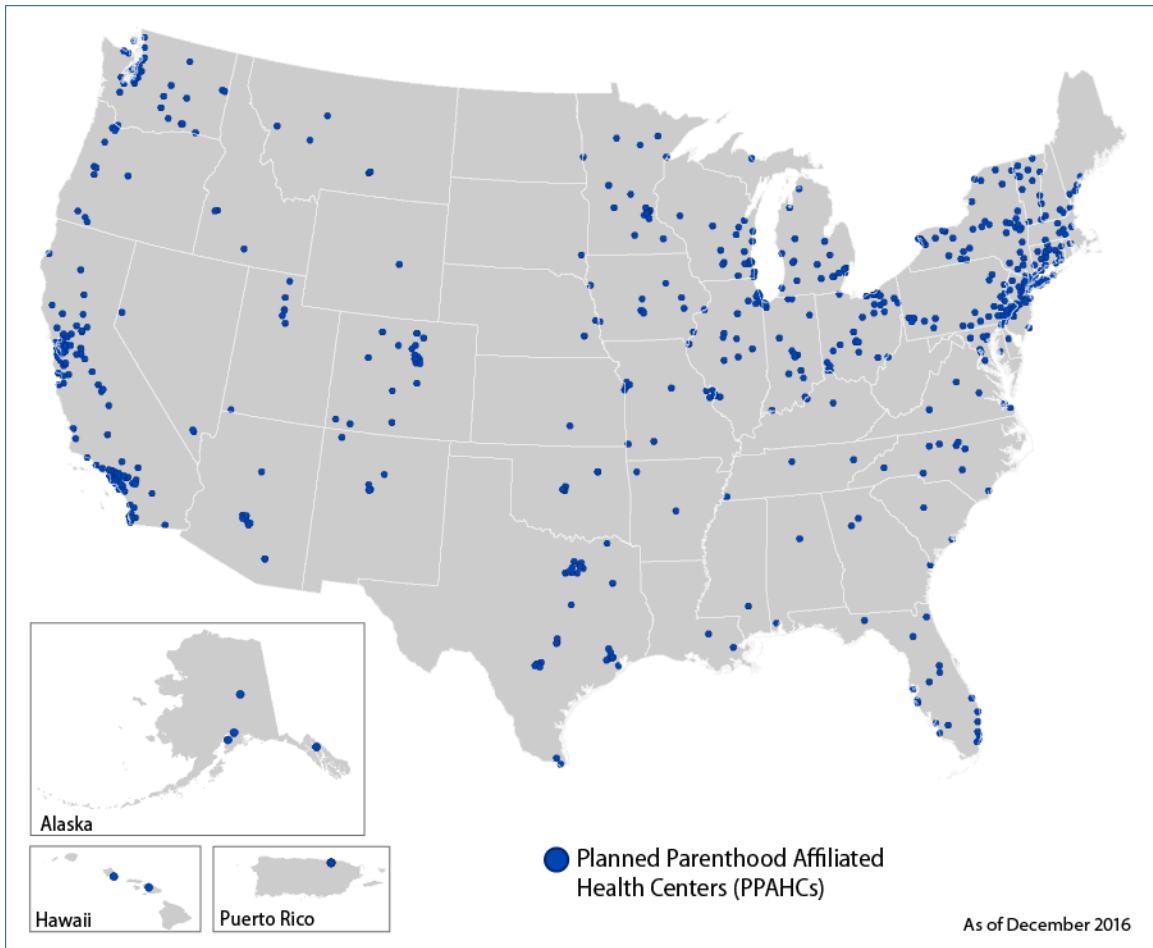 Alaska
Hawaii
Puerto Rico
Planned Parenthood Affiliated
Health Centers (PPAHCs)
As of December 2016